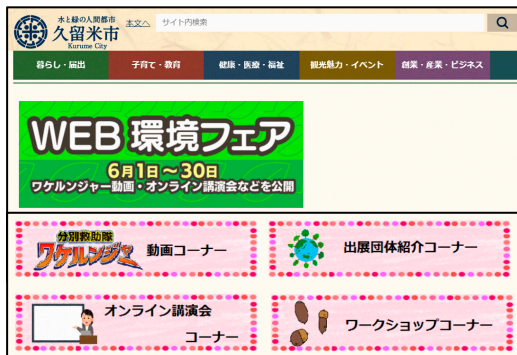 水と緑の人間都市
久留米市
Kurume City
本文へ
サイト内検索
暮らし・届出
子育て・教育
健康・医療・福祉
観光魅力・イベント
創業・産業・ビジネス
WEB環境フェア
6月1日~30日
ワケルンジャー動画・オンライン講演会などを公開
分別救助隊
ワケルンジャー 動画コーナー
出展団体紹介コーナー
オンライン講演会
コーナー
ワークショップコーナー